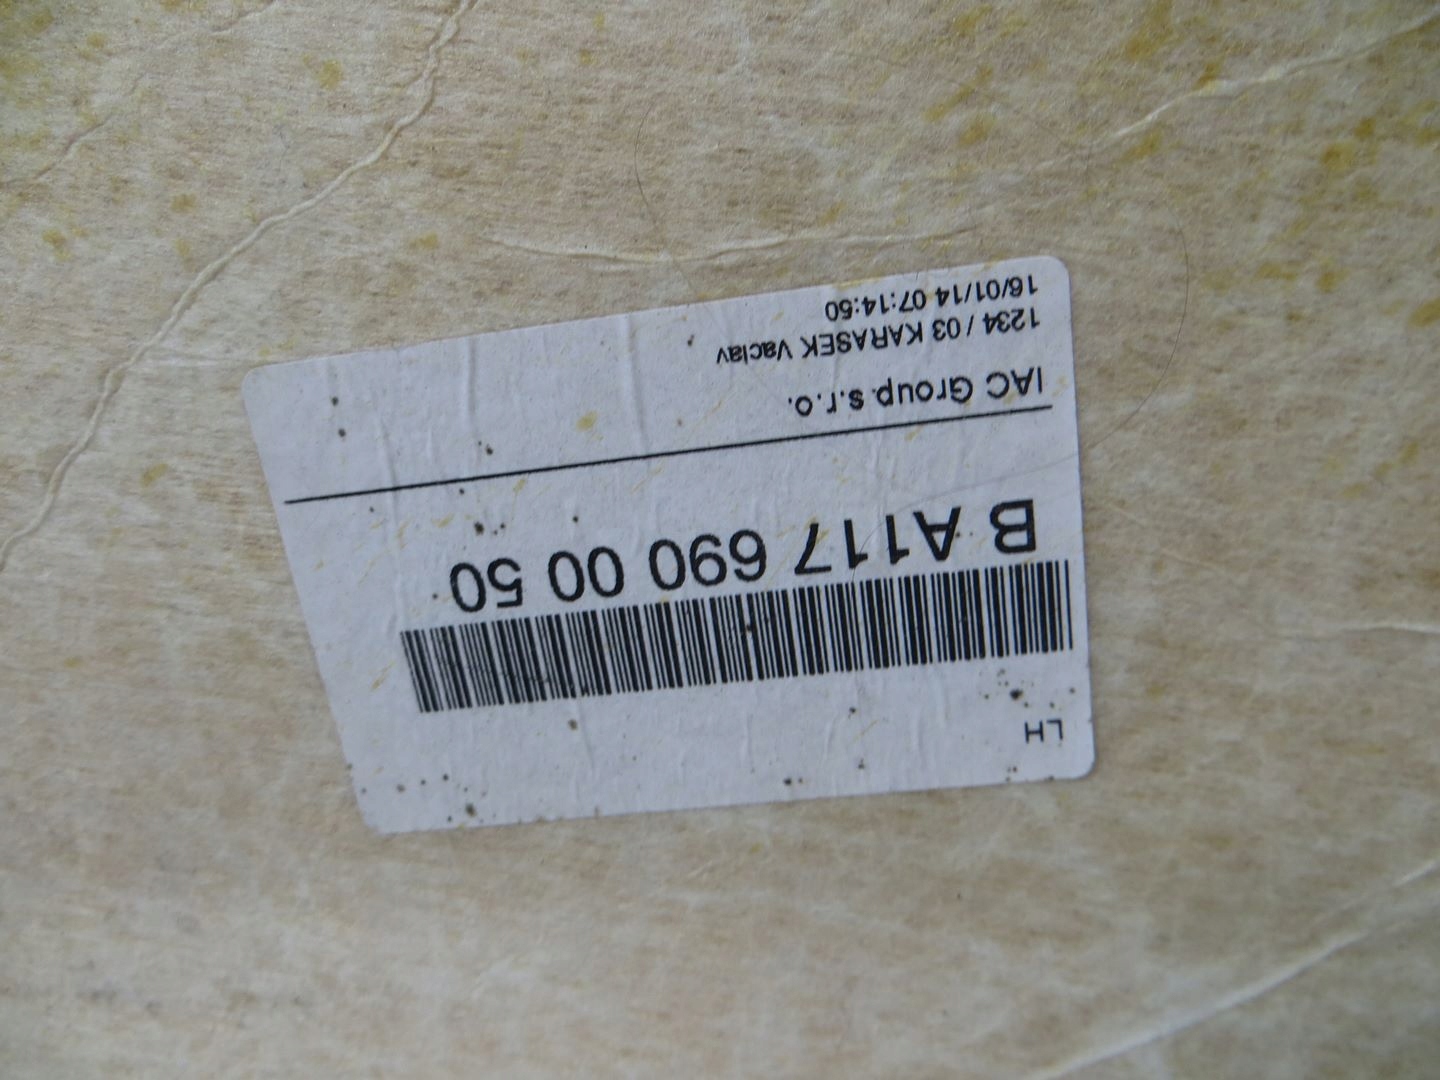 LH
B A117 690 00 50
IAC Group s.r.o.
1234 / 03 KARASEK Vaclav
16/01/14 07:14:50